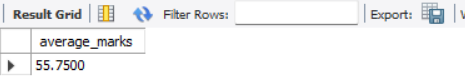 Result Grid Filter Rows: Export:
average_marks
55.7500